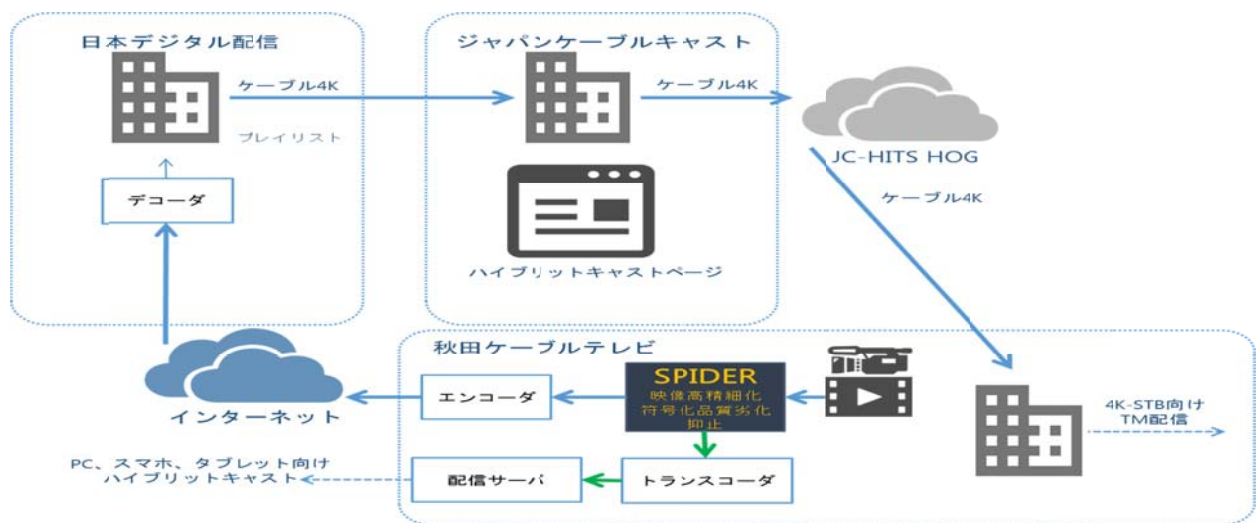 日本デジタル配信
ケーブル4K
プレイリスト
デコーダ
ジャパンケーブルキャスト
ケーブル4K
ハイブリットキャストページ
JC-HITS HOG
ケーブル4K
インターネット
秋田ケーブルテレビ
エンコーダ
SPIDER
映像高精細化
符号化品質劣化
抑止
4K-STB向け
TM配信
PC、スマホ、タブレット向け
ハイブリットキャスト
配信サーバ
トランスコーダ